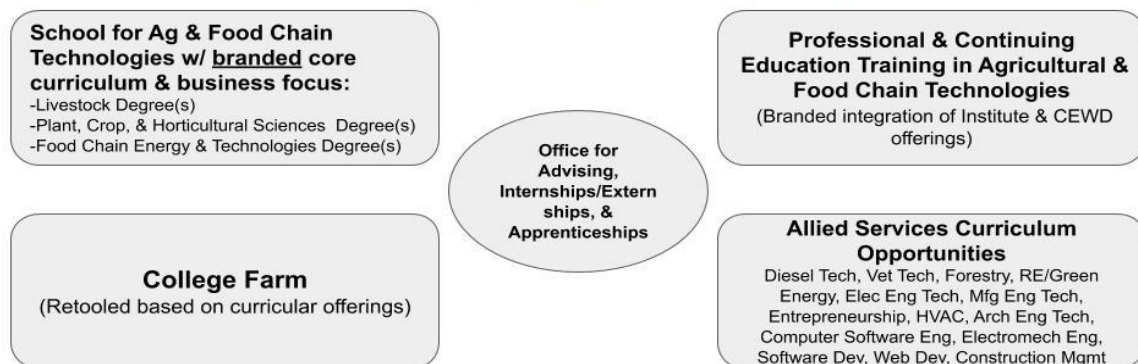 School for Ag & Food Chain
Technologies w/ branded core
curriculum & business focus:
-Livestock Degree(s)
-Plant, Crop, & Horticultural Sciences Degree(s)
-Food Chain Energy & Technologies Degree(s)
Professional & Continuing
Education Training in Agricultural &
Food Chain Technologies
(Branded integration of Institute & CEWD
offerings)
Office for
Advising,
Internships/Extern
ships, &
Apprenticeships
College Farm
(Retooled based on curricular offerings)
Allied Services Curriculum
Opportunities
Diesel Tech, Vet Tech, Forestry, RE/Green
Energy, Elec Eng Tech, Mfg Eng Tech,
Entrepreneurship, HVAC, Arch Eng Tech,
Computer Software Eng, Electromech Eng,
Software Dev, Web Dev, Construction Mgmt